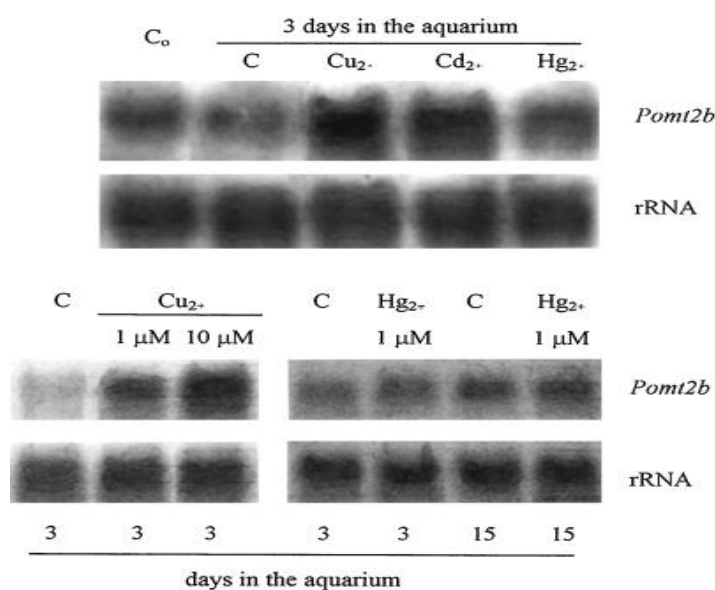 3 days in the aquarium
Cₒ C Cu₂₋ Cd₂₊ Hg₂₊
Pomt2b
rRNA
C Cu₂₊ C Hg₂₊ C Hg₂₊
1 µM 10 µM 1 µM 1 µM
Pomt2b
rRNA
3 3 3 3 3 15 15
days in the aquarium